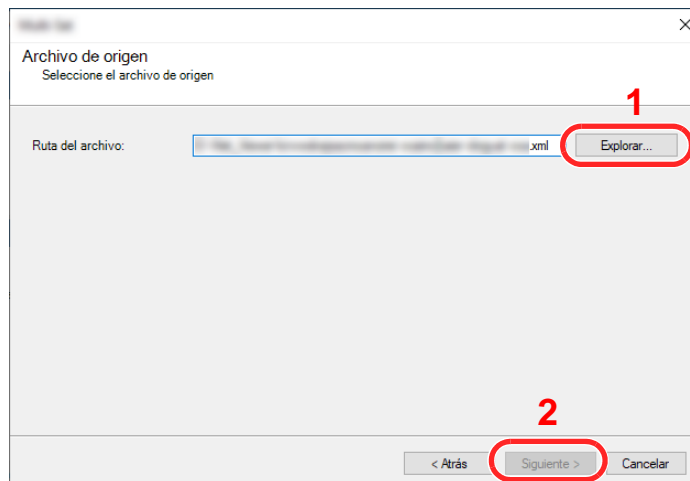 Archivo de origen
Seleccione el archivo de origen
1
Ruta del archivo: .xml Explorar...
2
< Atrás Siguiente > Cancelar